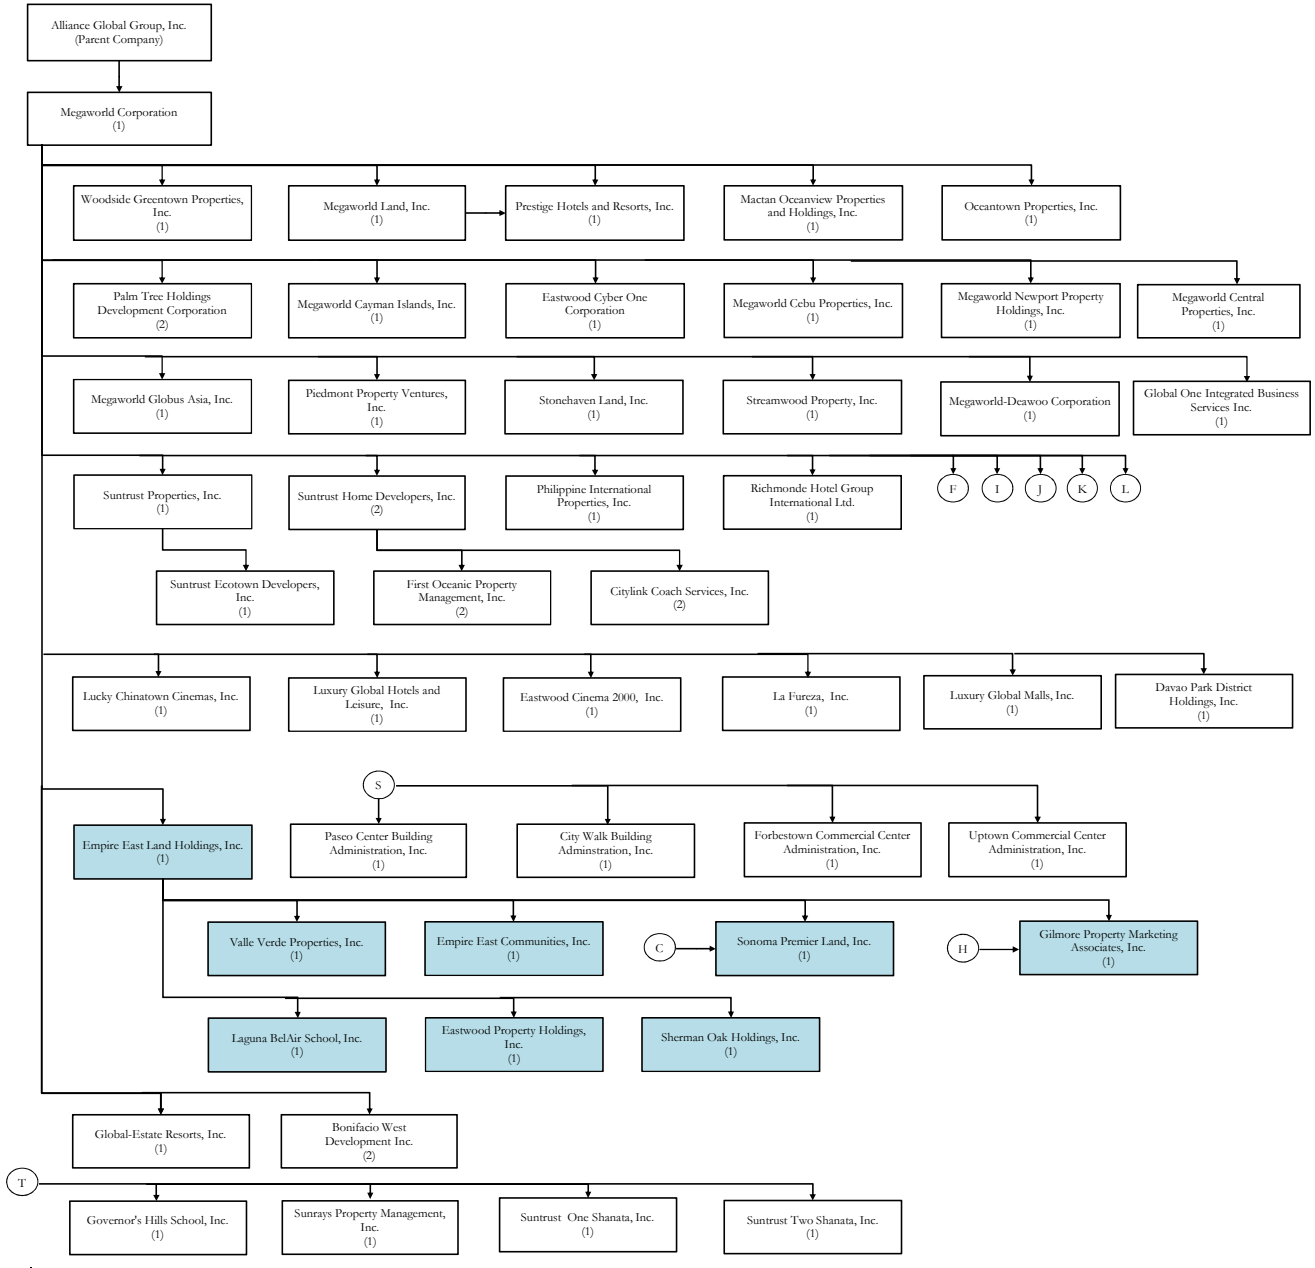 Alliance Global Group, Inc.
(Parent Company)
Megaworld Corporation
(1)
Woodside Greentown Properties,
Inc.
(1)
Megaworld Land, Inc.
(1)
Prestige Hotels and Resorts, Inc.
(1)
Mactan Oceanview Properties
and Holdings, Inc.
(1)
Oceantown Properties, Inc.
(1)
Palm Tree Holdings
Development Corporation
(2)
Megaworld Cayman Islands, Inc.
(1)
Eastwood Cyber One
Corporation
(1)
Megaworld Cebu Properties, Inc.
(1)
Megaworld Newport Property
Holdings, Inc.
(1)
Megaworld Central
Properties, Inc.
(1)
Megaworld Globus Asia, Inc.
(1)
Piedmont Property Ventures,
Inc.
(1)
Stonehaven Land, Inc.
(1)
Streamwood Property, Inc.
(1)
Megaworld-Deawoo Corporation
(1)
Global One Integrated Business
Services Inc.
(1)
Suntrust Properties, Inc.
(1)
Suntrust Home Developers, Inc.
(2)
Philippine International
Properties, Inc.
(1)
Richmonde Hotel Group
International Ltd.
(1)
F
I
J
K
L
Suntrust Ecotown Developers,
Inc.
(1)
First Oceanic Property
Management, Inc.
(2)
Citylink Coach Services, Inc.
(2)
Lucky Chinatown Cinemas, Inc.
(1)
Luxury Global Hotels and
Leisure, Inc.
(1)
Eastwood Cinema 2000, Inc.
(1)
La Fureza, Inc.
(1)
Luxury Global Malls, Inc.
(1)
Davao Park District
Holdings, Inc.
(1)
S
Empire East Land Holdings, Inc.
(1)
Paseo Center Building
Administration, Inc.
(1)
City Walk Building
Adminstration, Inc.
(1)
Forbestown Commercial Center
Administration, Inc.
(1)
Uptown Commercial Center
Administration, Inc.
(1)
Valle Verde Properties, Inc.
(1)
Empire East Communities, Inc.
(1)
C
Sonoma Premier Land, Inc.
(1)
H
Gilmore Property Marketing
Associates, Inc.
(1)
Laguna BelAir School, Inc.
(1)
Eastwood Property Holdings,
Inc.
(1)
Sherman Oak Holdings, Inc.
(1)
Global-Estate Resorts, Inc.
(1)
Bonifacio West
Development Inc.
(2)
T
Governor's Hills School, Inc.
(1)
Sunrays Property Management,
Inc.
(1)
Suntrust One Shanata, Inc.
(1)
Suntrust Two Shanata, Inc.
(1)